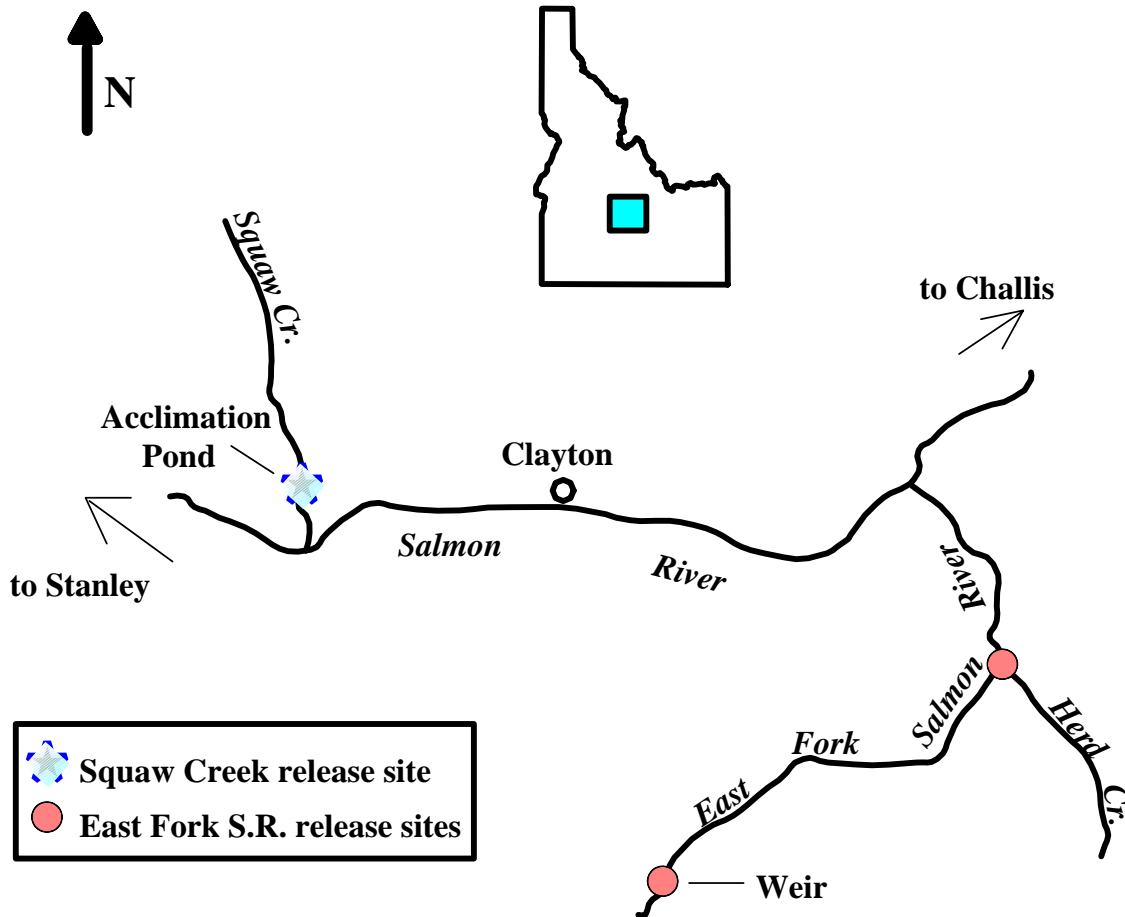 N
to Challis
Squaw Cr.
Acclimation
Pond
Clayton
Salmon
River
to Stanley
River
Salmon
Fork
East
Herd
Cr.
Weir
Squaw Creek release site
East Fork S.R. release sites